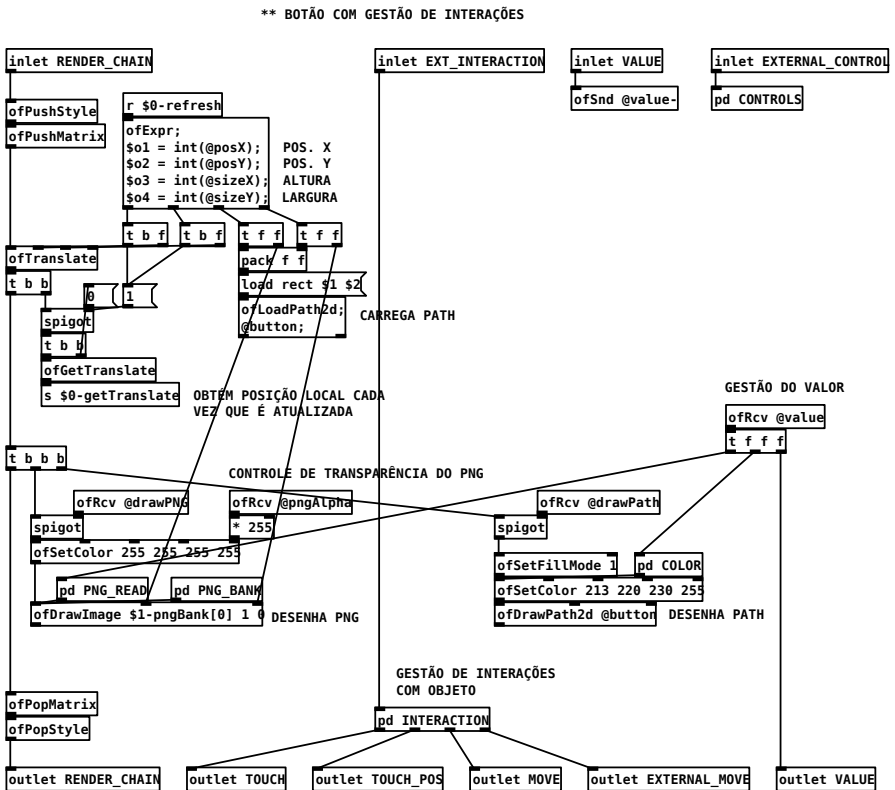 ** BOTÃO COM GESTÃO DE INTERAÇÕES
inlet RENDER_CHAIN
inlet EXT_INTERACTION
inlet VALUE
inlet EXTERNAL_CONTROL
ofPushStyle
ofPushMatrix
r $0-refresh
ofSnd @value-
pd CONTROLS
ofExpr;
$o1 = int(@posX); POS. X
$o2 = int(@posY); POS. Y
$o3 = int(@sizeX); ALTURA
$o4 = int(@sizeY); LARGURA
t b f
t b f
t f f
t f f
ofTranslate
pack f f
t b b
load rect $1 $2
0
1
ofLoadPath2d;
@button;
CARREGA PATH
spigot
t b b
ofGetTranslate
s $0-getTranslate
OBTÉM POSIÇÃO LOCAL CADA
VEZ QUE É ATUALIZADA
GESTÃO DO VALOR
ofRcv @value
t f f f
t b b b
CONTROLE DE TRANSPARÊNCIA DO PNG
ofRcv @drawPNG
ofRcv @pngAlpha
ofRcv @drawPath
spigot
* 255
spigot
ofSetColor 255 255 255 255
ofSetFillMode 1
pd COLOR
pd PNG_READ
pd PNG_BANK
ofSetColor 213 220 230 255
ofDrawImage $1-pngBank[0] 1 0
DESENHA PNG
ofDrawPath2d @button
DESENHA PATH
GESTÃO DE INTERAÇÕES
COM OBJETO
ofPopMatrix
ofPopStyle
pd INTERACTION
outlet RENDER_CHAIN
outlet TOUCH
outlet TOUCH_POS
outlet MOVE
outlet EXTERNAL_MOVE
outlet VALUE